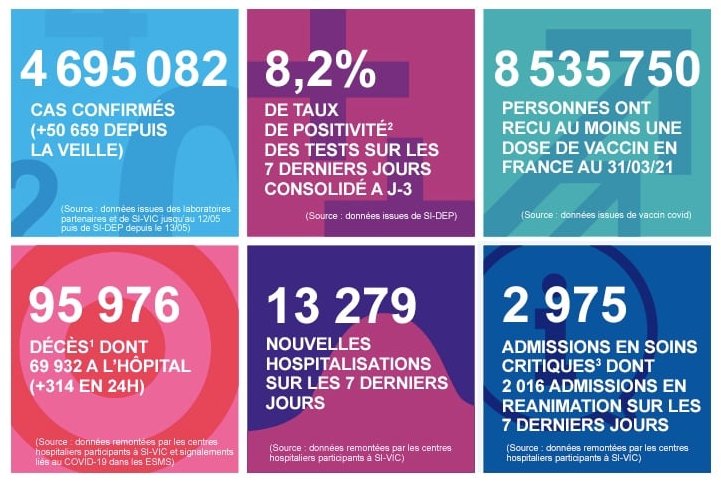 4 695 082
CAS CONFIRMÉS
(+50 659 DEPUIS
LA VEILLE)
(Source : données issues des laboratoires
partenaires et de SI-VIC jusqu'au 12/05
puis de SI-DEP depuis le 13/05)
8,2%
DE TAUX
DE POSITIVITÉ²
DES TESTS SUR LES
7 DERNIERS JOURS
CONSOLIDÉ A J-3
(Source : données issues de SI-DEP)
8 535 750
PERSONNES ONT
RECU AU MOINS UNE
DOSE DE VACCIN EN
FRANCE AU 31/03/21
(Source : données issues de vaccin covid)
95 976
DÉCÈS¹ DONT
69 932 A L'HÔPITAL
(+314 EN 24H)
(Source : données remontées par les centres
hospitaliers participants à SI-VIC et signalements
liés au COVID-19 dans les ESMS)
13 279
NOUVELLES
HOSPITALISATIONS
SUR LES 7 DERNIERS
JOURS
(Source : données remontées par les centres
hospitaliers participants à SI-VIC)
2 975
ADMISSIONS EN SOINS
CRITIQUES³ DONT
2 016 ADMISSIONS EN
REANIMATION SUR LES
7 DERNIERS JOURS
(Source : données remontées par les centres
hospitaliers participants à SI-VIC)